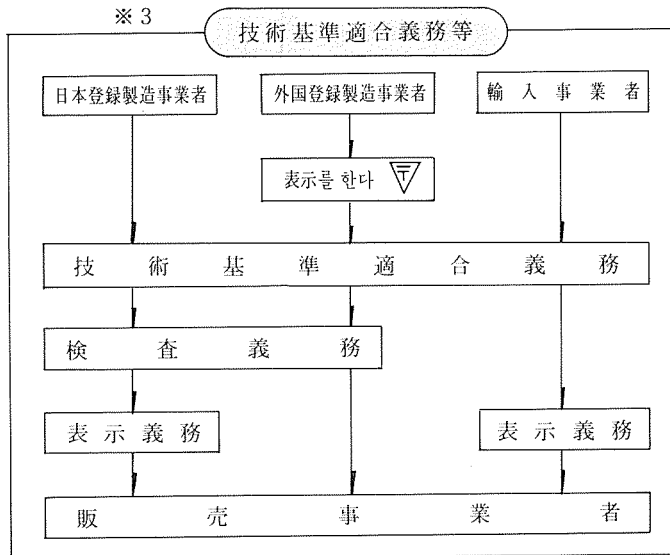 ※3
技術基準適合義務等
日本登録製造事業者 外国登録製造事業者 輸入事業者
表示를 한다 〒
技術基準適合義務
検査義務
表示義務 表示義務
販売事業者